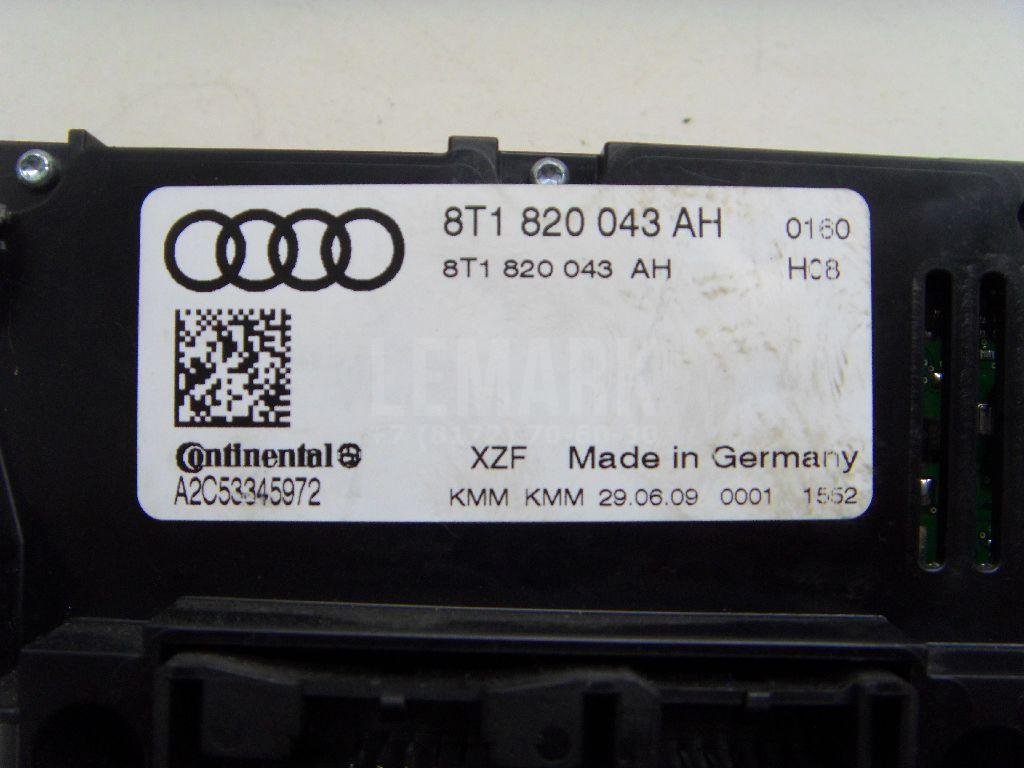 8T1 820 043 AH 0160
8T1 820 043 AH H08
LEMARK
Continental
XZF Made in Germany
A2C53345972
KMM KMM 29.06.09 0001 1552